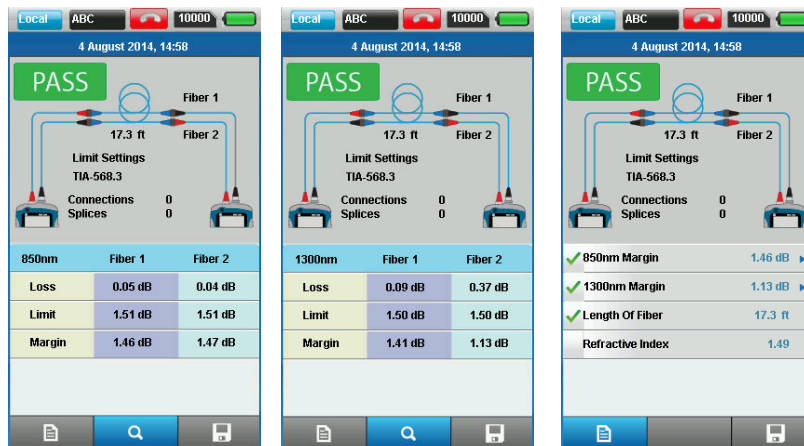 Local ABC 10000
4 August 2014, 14:58
PASS
Fiber 1
17.3 ft Fiber 2
Limit Settings
TIA-568.3
Connections 0
Splices 0
850nm Fiber 1 Fiber 2
Loss 0.05 dB 0.04 dB
Limit 1.51 dB 1.51 dB
Margin 1.46 dB 1.47 dB
Local ABC 10000
4 August 2014, 14:58
PASS
Fiber 1
17.3 ft Fiber 2
Limit Settings
TIA-568.3
Connections 0
Splices 0
1300nm Fiber 1 Fiber 2
Loss 0.09 dB 0.37 dB
Limit 1.50 dB 1.50 dB
Margin 1.41 dB 1.13 dB
Local ABC 10000
4 August 2014, 14:58
PASS
Fiber 1
17.3 ft Fiber 2
Limit Settings
TIA-568.3
Connections 0
Splices 0
850nm Margin 1.46 dB
1300nm Margin 1.13 dB
Length Of Fiber 17.3 ft
Refractive Index 1.49